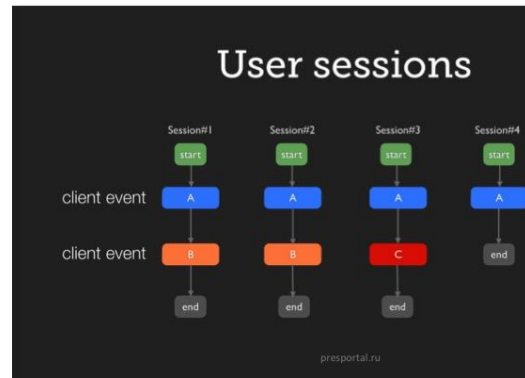 User sessions
Session#1 Session#2 Session#3 Session#4
start start start start
client event A A A A
client event B B C end
end end end
presportal.ru